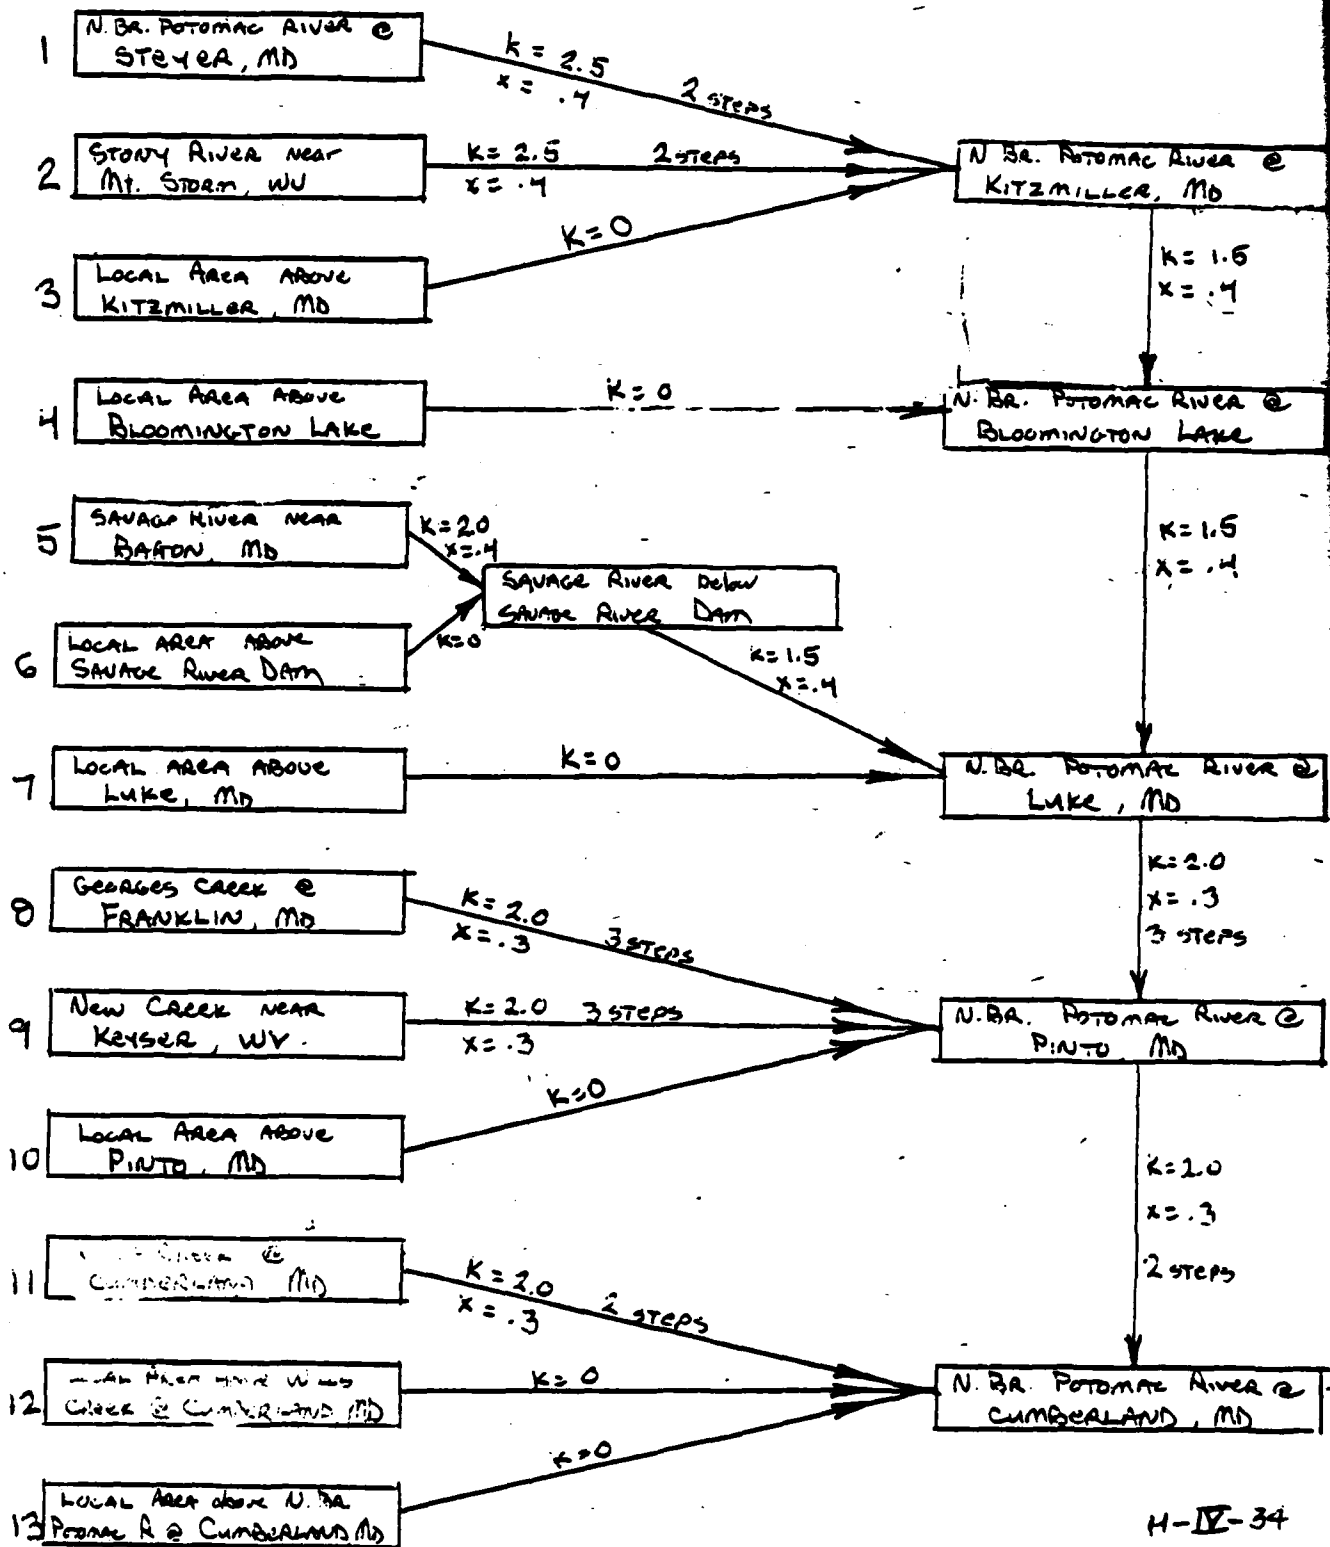 1
N. BR. POTOMAC RIVER @
STEYER, MD
K = 2.5
X = .4
2 STEPS
2
STONY RIVER NEAR
MT. STORM, WV
K = 2.5
X = .4
2 STEPS
N BR. POTOMAC RIVER @
KITZMILLER, MD
3
LOCAL AREA ABOVE
KITZMILLER, MD
K = 0
K = 1.5
X = .4
4
LOCAL AREA ABOVE
BLOOMINGTON LAKE
K = 0
N. BR. POTOMAC RIVER @
BLOOMINGTON LAKE
5
SAVAGE RIVER NEAR
BARTON, MD
K = 2.0
X = .4
SAVAGE RIVER BELOW
SAVAGE RIVER DAM
K = 1.5
X = .4
6
LOCAL AREA ABOVE
SAVAGE RIVER DAM
K = 0
K = 1.5
X = .4
7
LOCAL AREA ABOVE
LUKE, MD
K = 0
N. BR. POTOMAC RIVER @
LUKE, MD
8
GEORGES CREEK @
FRANKLIN, MD
K = 2.0
X = .3
3 STEPS
K = 2.0
X = .3
3 STEPS
9
NEW CREEK NEAR
KEYSER, WV.
K = 2.0
X = .3
3 STEPS
N. BR. POTOMAC RIVER @
PINTO, MD
10
LOCAL AREA ABOVE
PINTO, MD
K = 0
K = 2.0
X = .3
2 STEPS
11
CREEK @
CUMBERLAND MD
K = 2.0
X = .3
2 STEPS
12
AREA WILLS
CREEK @ CUMBERLAND MD
K = 0
N. BR. POTOMAC RIVER @
CUMBERLAND, MD
13
LOCAL AREA above N. BR
POTOMAC R @ CUMBERLAND MD
K = 0
H-IV-34